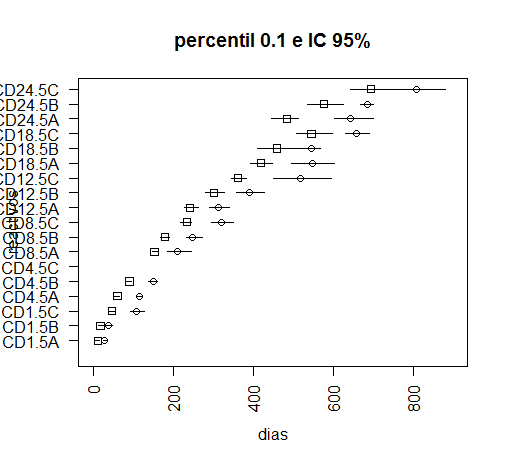 percentil 0.1 e IC 95%
CD24.5C
CD24.5B
CD24.5A
CD18.5C
CD18.5B
CD18.5A
CD12.5C
CD12.5B
CD12.5A
CD8.5C
CD8.5B
CD8.5A
CD4.5C
CD4.5B
CD4.5A
CD1.5C
CD1.5B
CD1.5A
0
200
400
600
800
dias